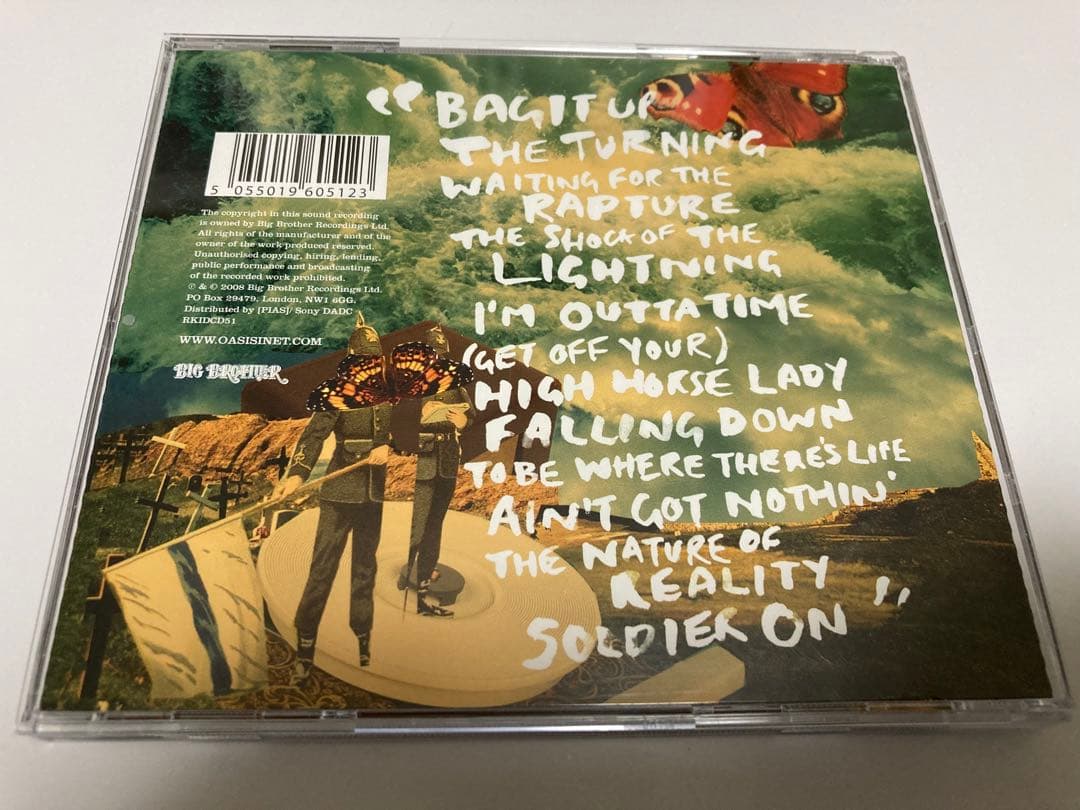 “ BAG IT UP
THE TURNING
WAITING FOR THE
RAPTURE
THE SHOCK OF THE
LIGHTNING
I'M OUTTA TIME
(GET OFF YOUR)
HIGH HORSE LADY
FALLING DOWN
TO BE WHERE THERE'S LIFE
AIN'T GOT NOTHIN'
THE NATURE OF
REALITY
SOLDIER ON ”
5 055019 605123
The copyright in this sound recording
is owned by Big Brother Recordings Ltd.
All rights of the manufacturer and of the
owner of the work produced reserved.
Unauthorised copying, hiring, lending,
public performance and broadcasting
of the recorded work prohibited.
℗ & © 2008 Big Brother Recordings Ltd.
PO Box 29479, London, NW1 6GG.
Distributed by [PIAS]/ Sony DADC
RKIDCD51
WWW.OASISINET.COM
BIG BROTHER